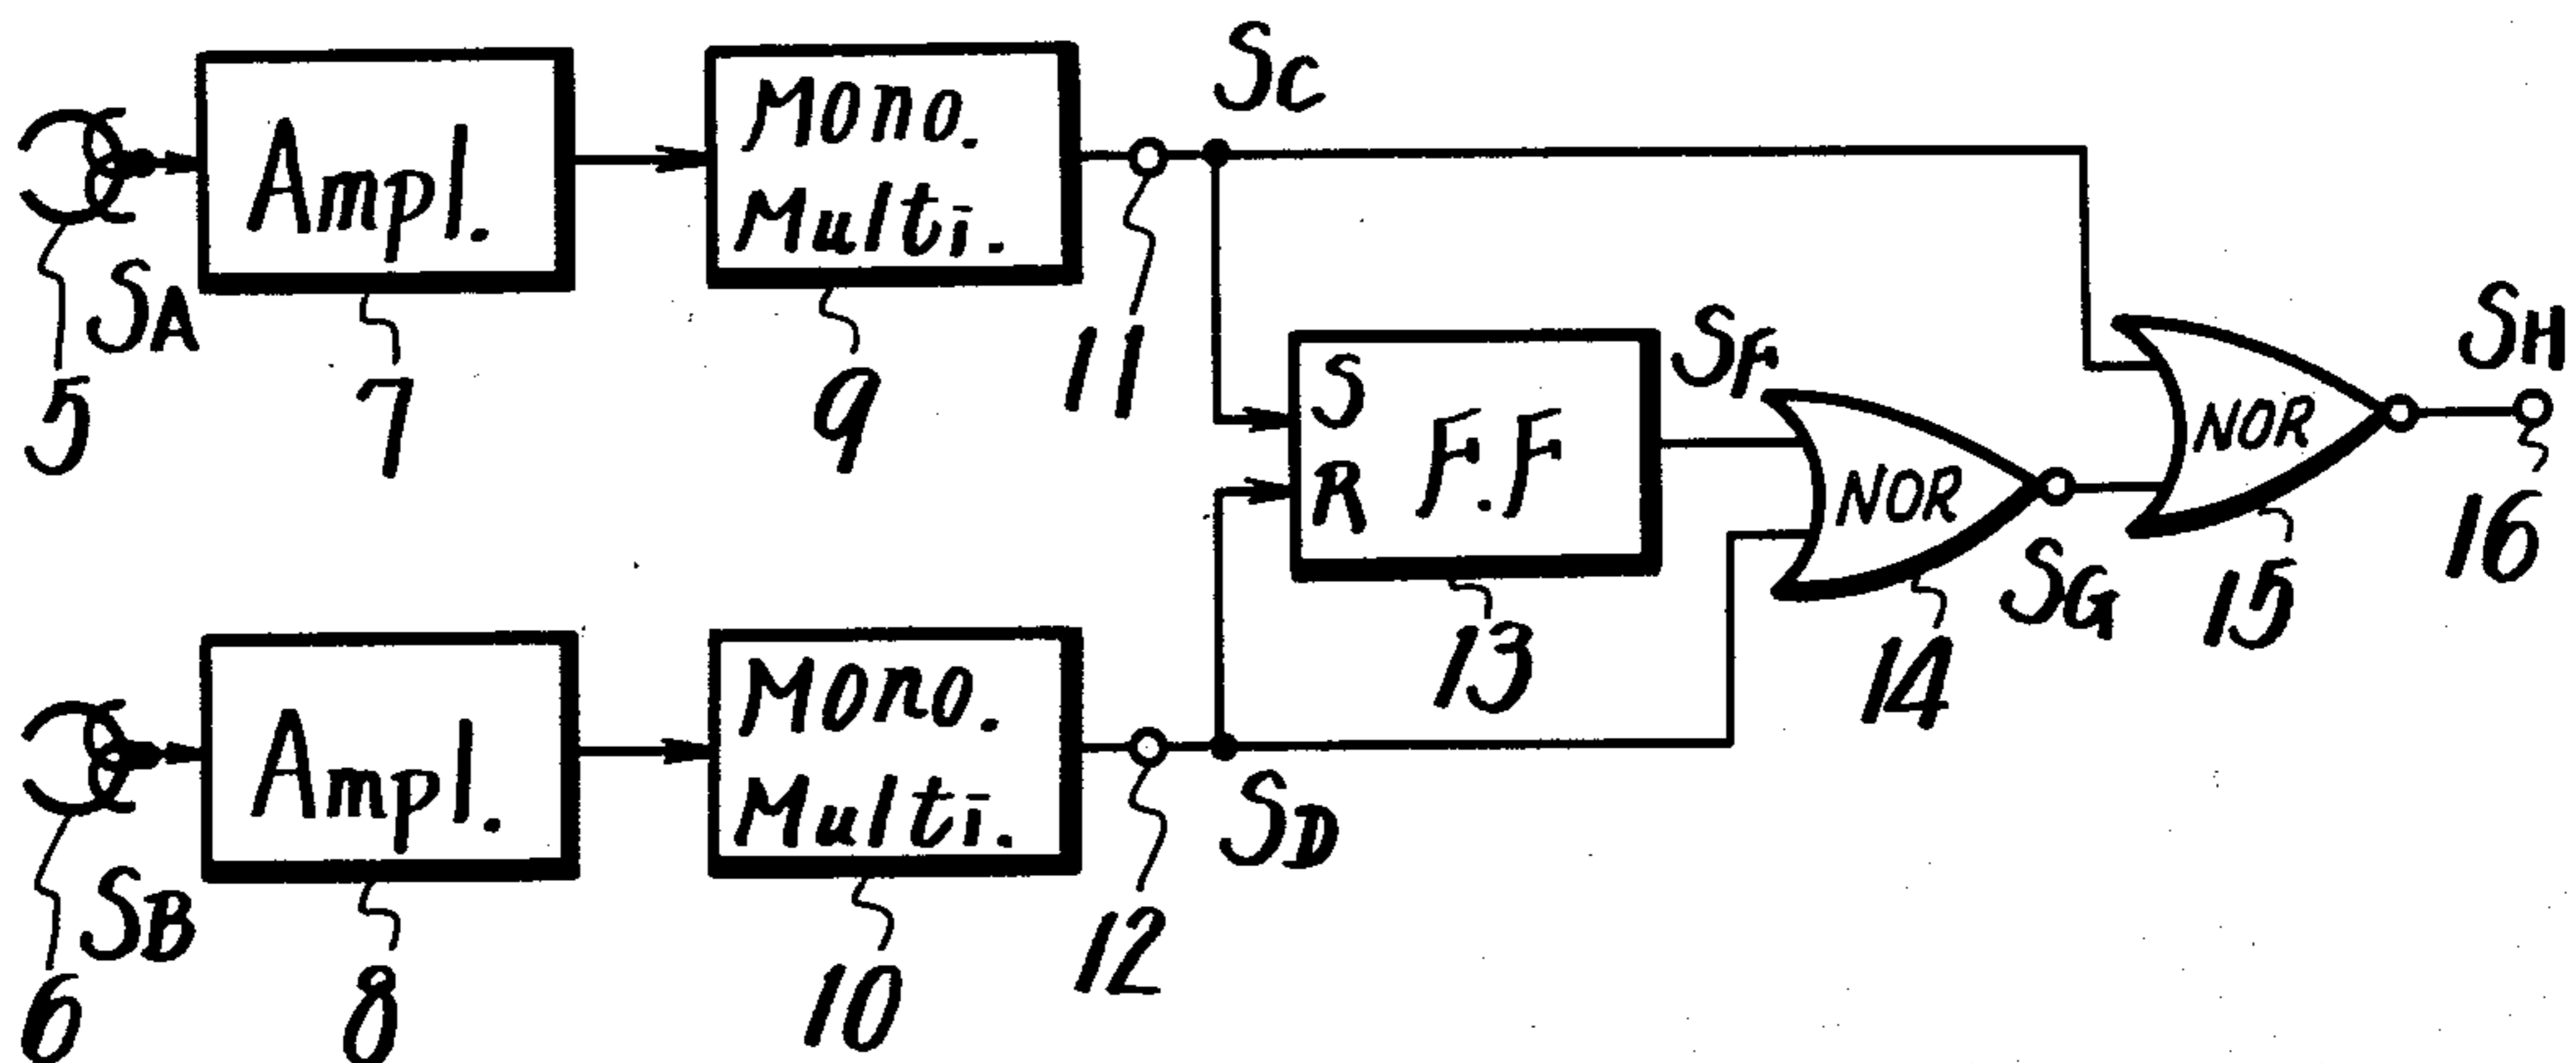 SC
Ampl.
Mono.
Multi.
SA
5
7
9
11
S
R
F.F
SF
NOR
SG
NOR
SH
13
14
15
16
Ampl.
Mono.
Multi.
SD
SB
6
8
10
12